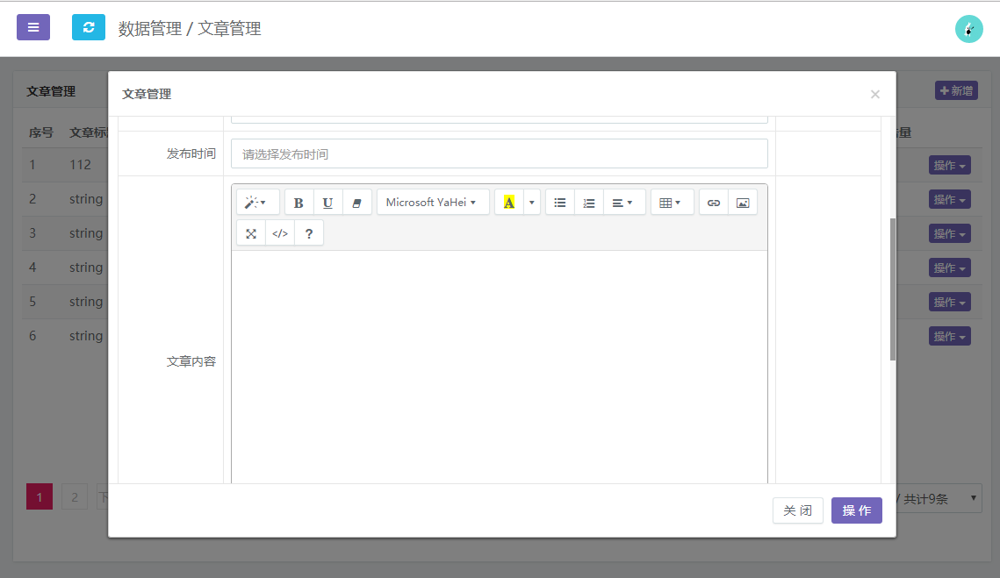 数据管理 / 文章管理
文章管理
新增
文章管理
×
序号 文章标 量
发布时间 请选择发布时间
1 112 操作
B U Microsoft YaHei A
2 string 操作
</> ?
3 string 操作
4 string 操作
5 string 操作
6 string 操作
文章内容
1 2 下
/ 共计9条
关 闭 操 作